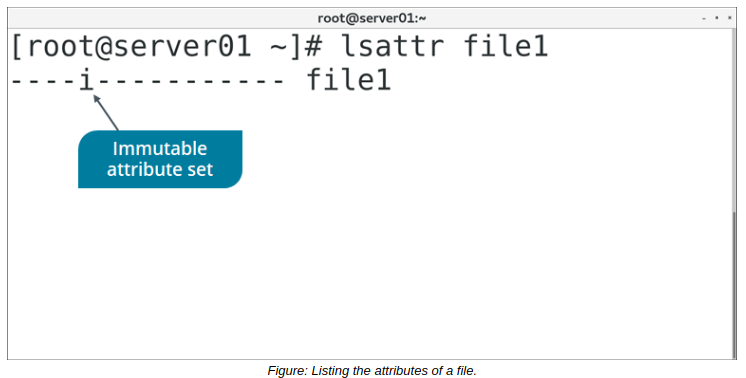 root@server01:~
[root@server01 ~]# lsattr file1
----i----------- file1
Immutable
attribute set
Figure: Listing the attributes of a file.